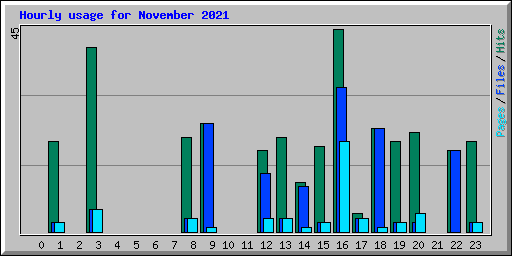 Hourly usage for November 2021
45
Pages/Files/Hits
0 1 2 3 4 5 6 7 8 9 10 11 12 13 14 15 16 17 18 19 20 21 22 23